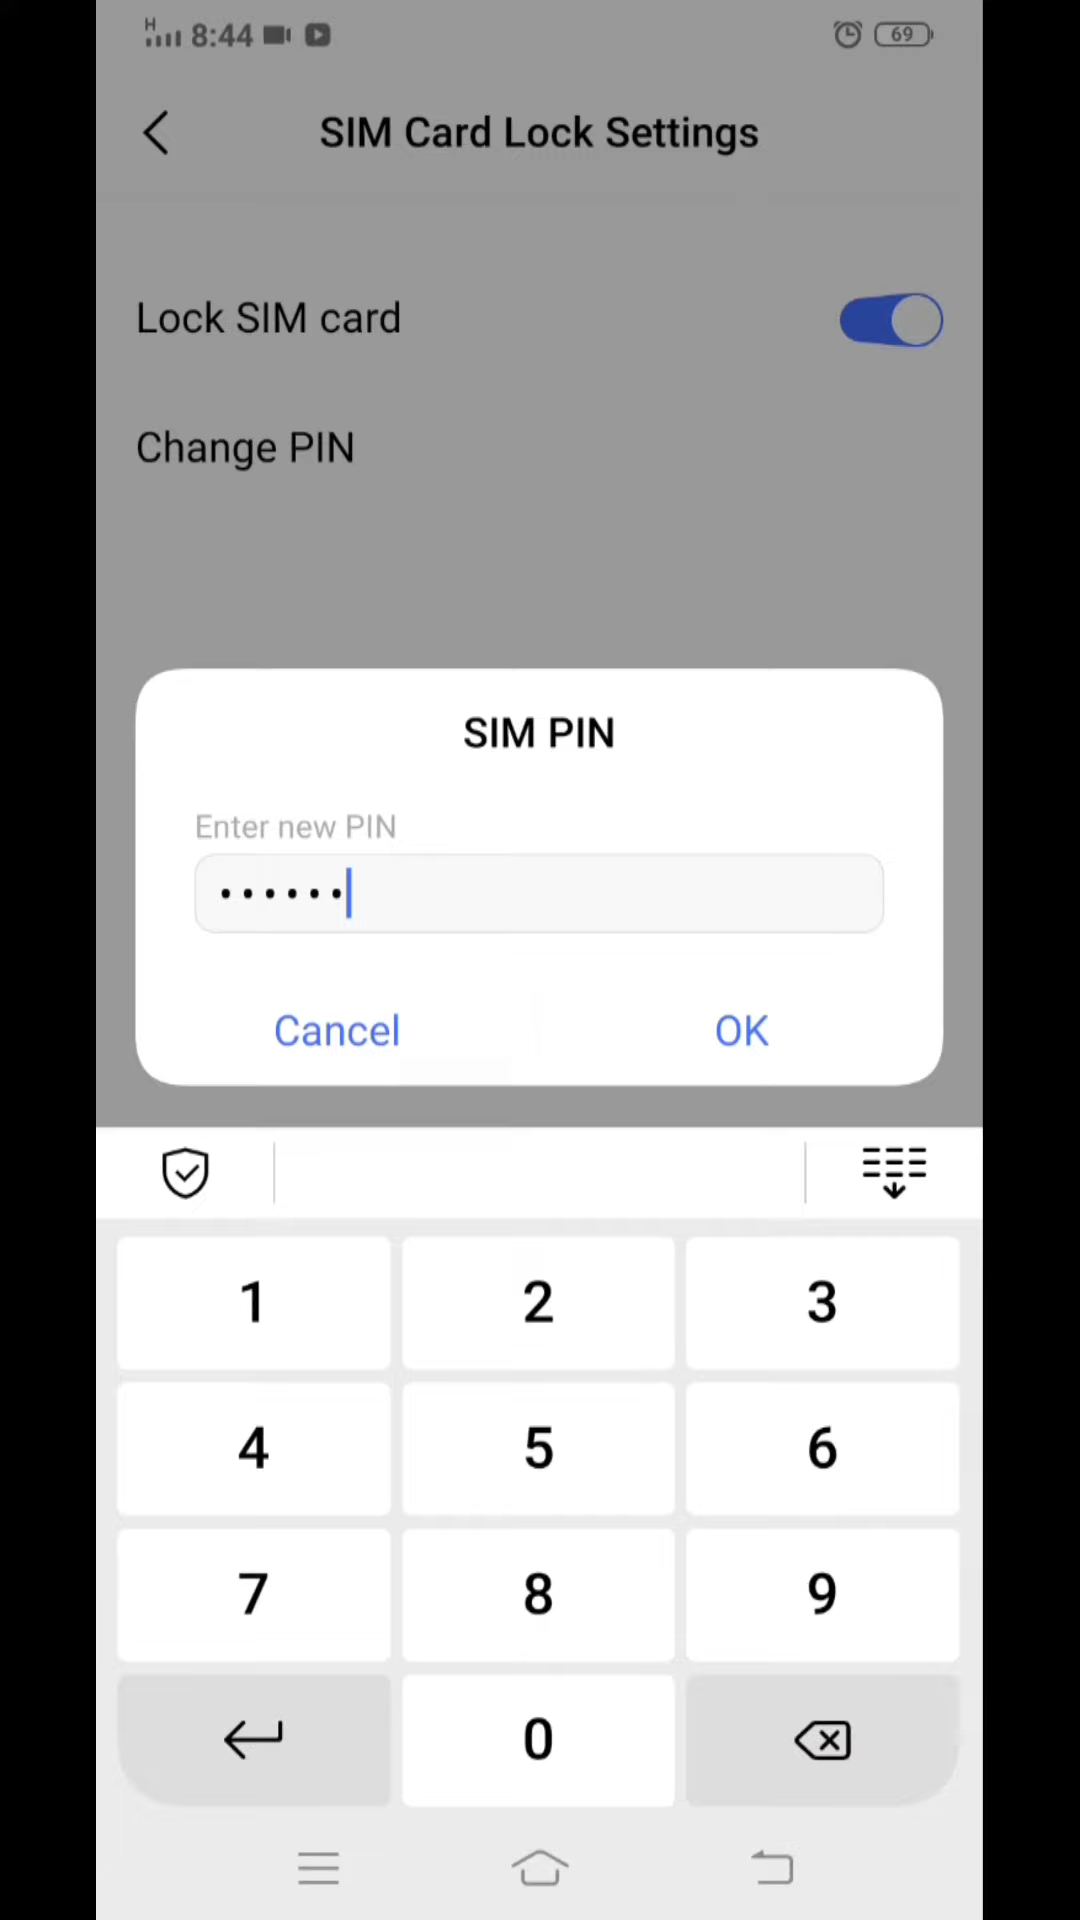 H 8:44 69
SIM Card Lock Settings
Lock SIM card
Change PIN
SIM PIN
Enter new PIN
••••••
Cancel OK
1 2 3
4 5 6
7 8 9
0